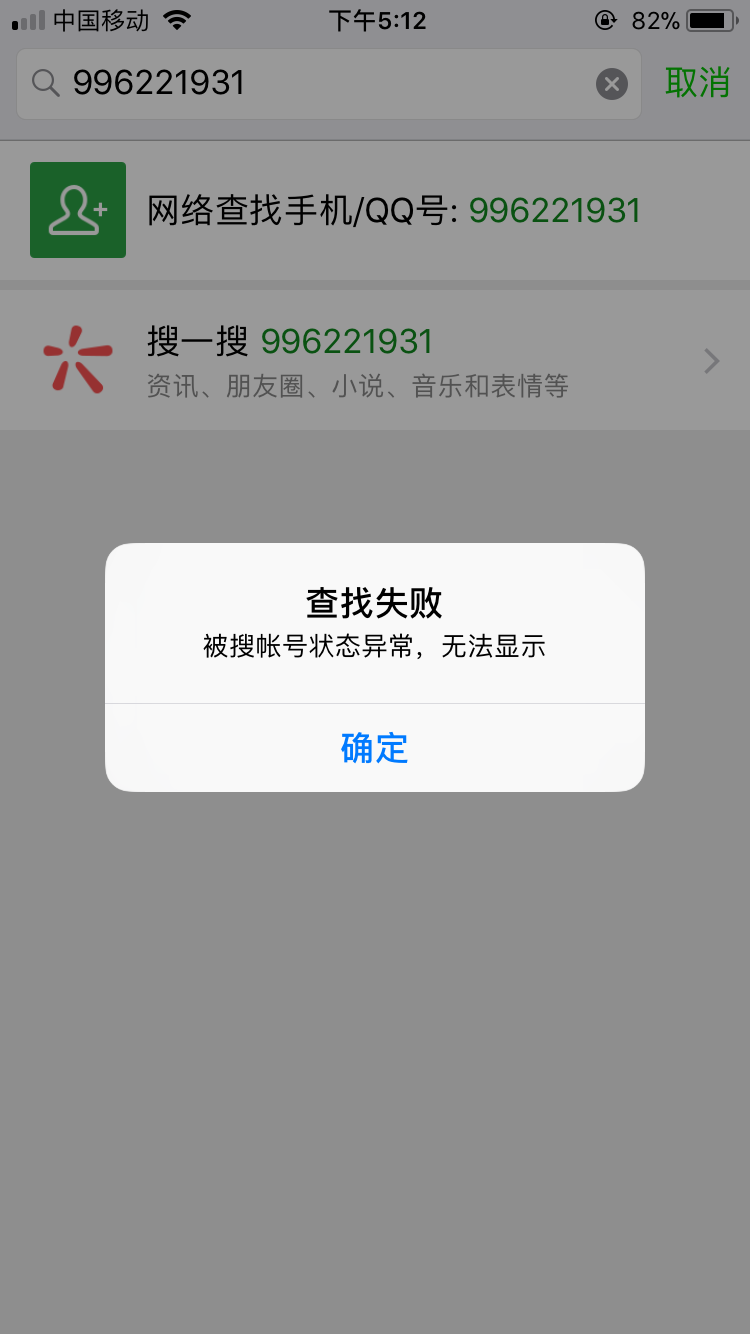 中国移动 下午5:12 82%
996221931 取消
网络查找手机/QQ号: 996221931
搜一搜 996221931
资讯、朋友圈、小说、音乐和表情等
查找失败
被搜帐号状态异常，无法显示
确定